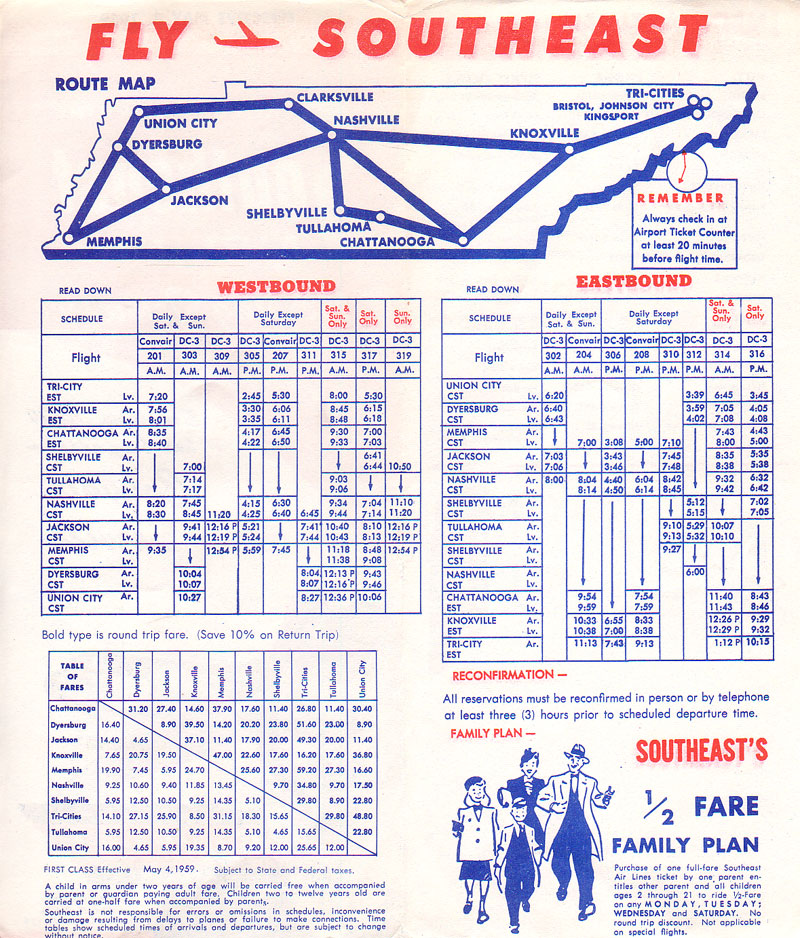 FLY SOUTHEAST
ROUTE MAP
CLARKSVILLE
UNION CITY
NASHVILLE
DYERSBURG
KNOXVILLE
TRI-CITIES
BRISTOL, JOHNSON CITY
KINGSPORT
JACKSON
SHELBYVILLE
TULLAHOMA
CHATTANOOGA
MEMPHIS
REMEMBER
Always check in at
Airport Ticket Counter
at least 20 minutes
before flight time.
READ DOWN WESTBOUND
SCHEDULE Daily Except Sat. & Sun. Daily Except Saturday Sat. & Sun. Only Sat. Only Sun. Only
Convair DC-3 DC-3 DC-3 Convair DC-3 DC-3 DC-3 DC-3
Flight 201 303 309 305 207 311 315 317 319
A.M. A.M. A.M. P.M. P.M. P.M. A.M. P.M. A.M.
TRI-CITY
EST Lv. 7:20 2:45 5:30 8:00 5:30
KNOXVILLE Ar. 7:56 3:30 6:06 8:45 6:15
EST Lv. 8:01 3:35 6:11 8:48 6:18
CHATTANOOGA Ar. 8:35 4:17 6:45 9:30 7:00
EST Lv. 8:40 4:22 6:50 9:33 7:03
SHELBYVILLE Ar. 6:41
CST Lv. 7:00 6:44 10:50
TULLAHOMA Ar. 7:14 9:03
CST Lv. 7:17 9:06
NASHVILLE Ar. 8:20 7:45 4:15 6:30 9:34 7:04 11:10
CST Lv. 8:30 8:45 11:20 4:25 6:40 6:45 9:44 7:14 11:20
JACKSON Ar. 9:41 12:16 P 5:21 7:41 10:40 8:10 12:16 P
CST Lv. 9:44 12:19 P 5:24 7:44 10:43 8:13 12:19 P
MEMPHIS Ar. 9:35 12:54 P 5:59 7:45 11:18 8:48 12:54 P
CST Lv. 11:38 9:08
DYERSBURG Ar. 10:04 8:04 12:13 P 9:43
CST Lv. 10:07 8:07 12:16 P 9:46
UNION CITY Ar. 10:27 8:27 12:36 P 10:06
CST
READ DOWN EASTBOUND
SCHEDULE Daily Except Sat. & Sun. Daily Except Saturday Sat. & Sun. Only Sat. Only
DC-3 Convair DC-3 Convair DC-3 DC-3 DC-3 DC-3
Flight 302 204 306 208 310 312 314 316
A.M. A.M. P.M. P.M. P.M. P.M. A.M. P.M.
UNION CITY
CST Lv. 6:20 3:39 6:45 3:45
DYERSBURG Ar. 6:40 3:59 7:05 4:05
CST Lv. 6:43 4:02 7:08 4:08
MEMPHIS Ar. 7:43 4:43
CST Lv. 7:00 3:08 5:00 7:10 8:00 5:00
JACKSON Ar. 7:03 3:43 7:45 8:35 5:35
CST Lv. 7:06 3:46 7:48 8:38 5:38
NASHVILLE Ar. 8:00 8:04 4:40 6:04 8:42 9:32 6:32
CST Lv. 8:14 4:50 6:14 8:45 9:42 6:42
SHELBYVILLE Ar. 5:12 7:02
CST Lv. 5:15 7:05
TULLAHOMA Ar. 9:10 5:29 10:07
CST Lv. 9:13 5:32 10:10
SHELBYVILLE Ar. 9:27
CST Lv.
NASHVILLE Ar. 6:00
CST Lv.
CHATTANOOGA Ar. 9:54 7:54 11:40 8:43
EST Lv. 9:59 7:59 11:43 8:46
KNOXVILLE Ar. 10:33 6:55 8:33 12:26 P 9:29
EST Lv. 10:38 7:00 8:38 12:29 P 9:32
TRI-CITY Ar. 11:13 7:43 9:13 1:12 P 10:15
EST
Bold type is round trip fare. (Save 10% on Return Trip)
TABLE OF FARES Chattanooga Dyersburg Jackson Knoxville Memphis Nashville Shelbyville Tri-Cities Tullahoma Union City
Chattanooga 31.20 27.40 14.60 37.90 17.60 11.40 26.80 11.40 30.40
Dyersburg 16.40 8.90 39.50 14.20 20.20 23.80 51.60 23.00 8.90
Jackson 14.40 4.65 37.10 11.40 17.90 20.00 49.30 20.00 11.40
Knoxville 7.65 20.75 19.50 47.00 22.60 17.60 16.20 17.60 36.80
Memphis 19.90 7.45 5.95 24.70 25.60 27.30 59.20 27.30 16.60
Nashville 9.25 10.60 9.40 11.85 13.45 9.70 34.80 9.70 17.50
Shelbyville 5.95 12.50 10.50 9.25 14.35 5.10 29.80 8.90 22.80
Tri-Cities 14.10 27.15 25.90 8.50 31.15 18.30 15.65 29.80 48.80
Tullahoma 5.95 12.50 10.50 9.25 14.35 5.10 4.65 15.65 22.80
Union City 16.00 4.65 5.95 19.35 8.70 9.20 12.00 25.65 12.00
FIRST CLASS Effective May 4, 1959. Subject to State and Federal taxes.
A child in arms under two years of age will be carried free when accompanied
by parent or guardian paying adult fare. Children two to twelve years old are
carried at one-half fare when accompanied by parents.
Southeast is not responsible for errors or omissions in schedules, inconvenience
or damage resulting from delays to planes or failure to make connections. Time
tables show scheduled times of arrivals and departures, but are subject to change
without notice.
RECONFIRMATION —
All reservations must be reconfirmed in person or by telephone
at least three (3) hours prior to scheduled departure time.
FAMILY PLAN —
SOUTHEAST'S
1/2 FARE
FAMILY PLAN
Purchase of one full-fare Southeast
Air Lines ticket by one parent en-
titles other parent and all children
ages 2 through 21 to ride 1/2-Fare
on any MONDAY, TUESDAY;
WEDNESDAY and SATURDAY. No
round trip discount. Not applicable
on special flights.